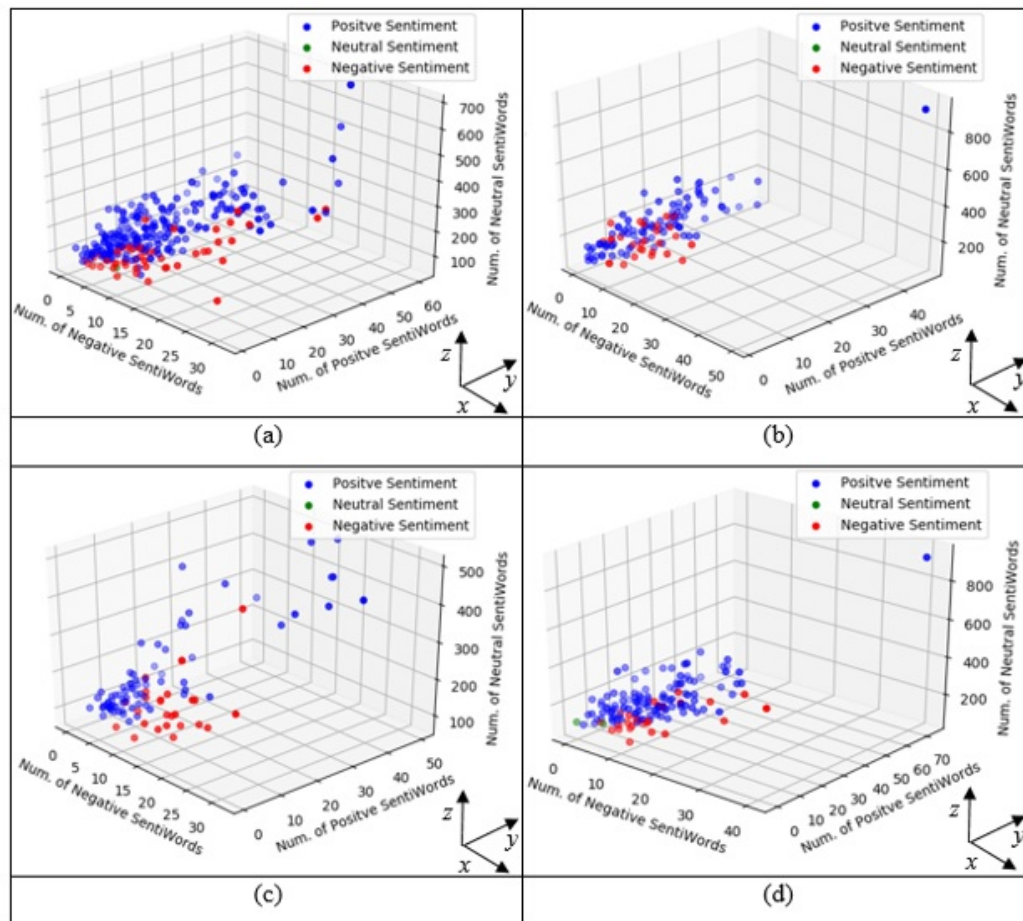 Positve Sentiment
Neutral Sentiment
Negative Sentiment
700
600
500
400
300
200
100
Num. of Neutral SentiWords
0
5
10
15
20
25
30
Num. of Negative SentiWords
0
10
20
30
40
50
60
Num. of Positve SentiWords
z
y
x
(a)
Positve Sentiment
Neutral Sentiment
Negative Sentiment
800
600
400
200
Num. of Neutral SentiWords
0
10
20
30
40
50
Num. of Negative SentiWords
0
10
20
30
40
Num. of Positve SentiWords
z
y
x
(b)
Positve Sentiment
Neutral Sentiment
Negative Sentiment
500
400
300
200
100
Num. of Neutral SentiWords
0
5
10
15
20
25
30
Num. of Negative SentiWords
0
10
20
30
40
50
Num. of Positve SentiWords
z
y
x
(c)
Positve Sentiment
Neutral Sentiment
Negative Sentiment
800
600
400
200
Num. of Neutral SentiWords
0
10
20
30
40
Num. of Negative SentiWords
0
10
20
30
40
50
60
70
Num. of Positve SentiWords
z
y
x
(d)